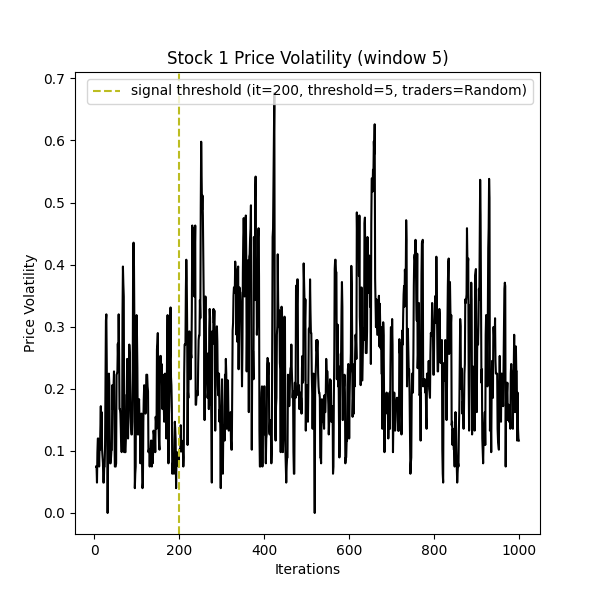 Stock 1 Price Volatility (window 5)
signal threshold (it=200, threshold=5, traders=Random)
Price Volatility
0.7
0.6
0.5
0.4
0.3
0.2
0.1
0.0
0 200 400 600 800 1000
Iterations